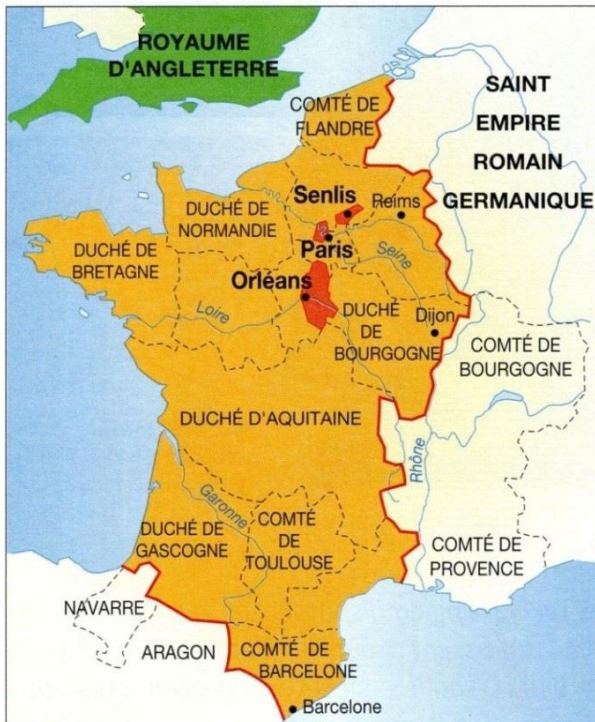 ROYAUME
D'ANGLETERRE
SAINT
EMPIRE
ROMAIN
GERMANIQUE
COMTÉ DE
FLANDRE
Senlis
Reims
DUCHÉ DE
NORMANDIE
Paris
Seine
DUCHÉ DE
BRETAGNE
Orléans
Loire
DUCHÉ
DE
BOURGOGNE
Dijon
COMTÉ DE
BOURGOGNE
DUCHÉ D'AQUITAINE
Rhône
Garonne
DUCHÉ DE
GASCOGNE
COMTÉ
DE
TOULOUSE
COMTÉ DE
PROVENCE
NAVARRE
ARAGON
COMTÉ DE
BARCELONE
Barcelone